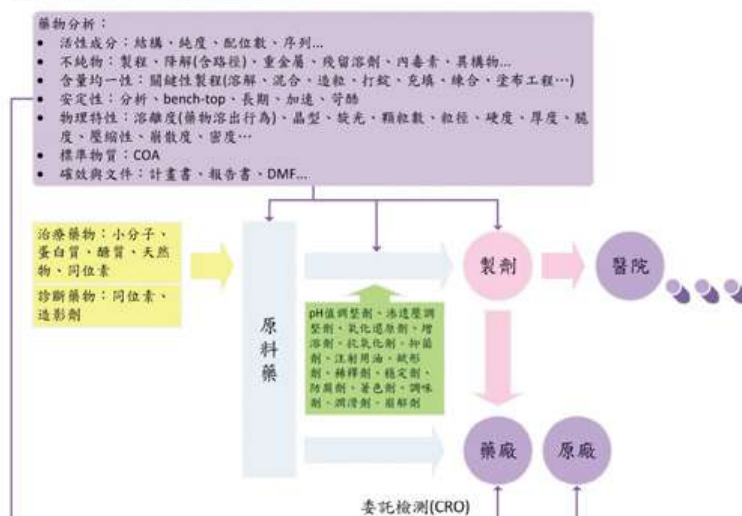 藥物分析：
• 活性成分：結構、純度、配位數、序列...
• 不純物：製程、降解(含路徑)、重金屬、殘留溶劑、內毒素、異構物...
• 含量均一性：關鍵性製程(溶解、混合、造粒、打錠、充填、練合、塗布工程…)
• 安定性：分析、bench-top、長期、加速、苛酷
• 物理特性：溶離度(藥物溶出行為)、晶型、旋光、顆粒數、粒徑、硬度、厚度、脆
度、壓縮性、崩散度、密度…
• 標準物質：COA
• 確效與文件：計畫書、報告書、DMF...
治療藥物：小分子、
蛋白質、醣質、天然
物、同位素
診斷藥物：同位素、
造影劑
原料藥
製劑
醫院
pH值調整劑、滲透壓調
整劑、氧化還原劑、增
溶劑、抗氧化劑、抑菌
劑、注射用油、賦形
劑、稀釋劑、穩定劑、
防腐劑、著色劑、調味
劑、潤滑劑、崩解劑
藥廠
原廠
委託檢測(CRO)